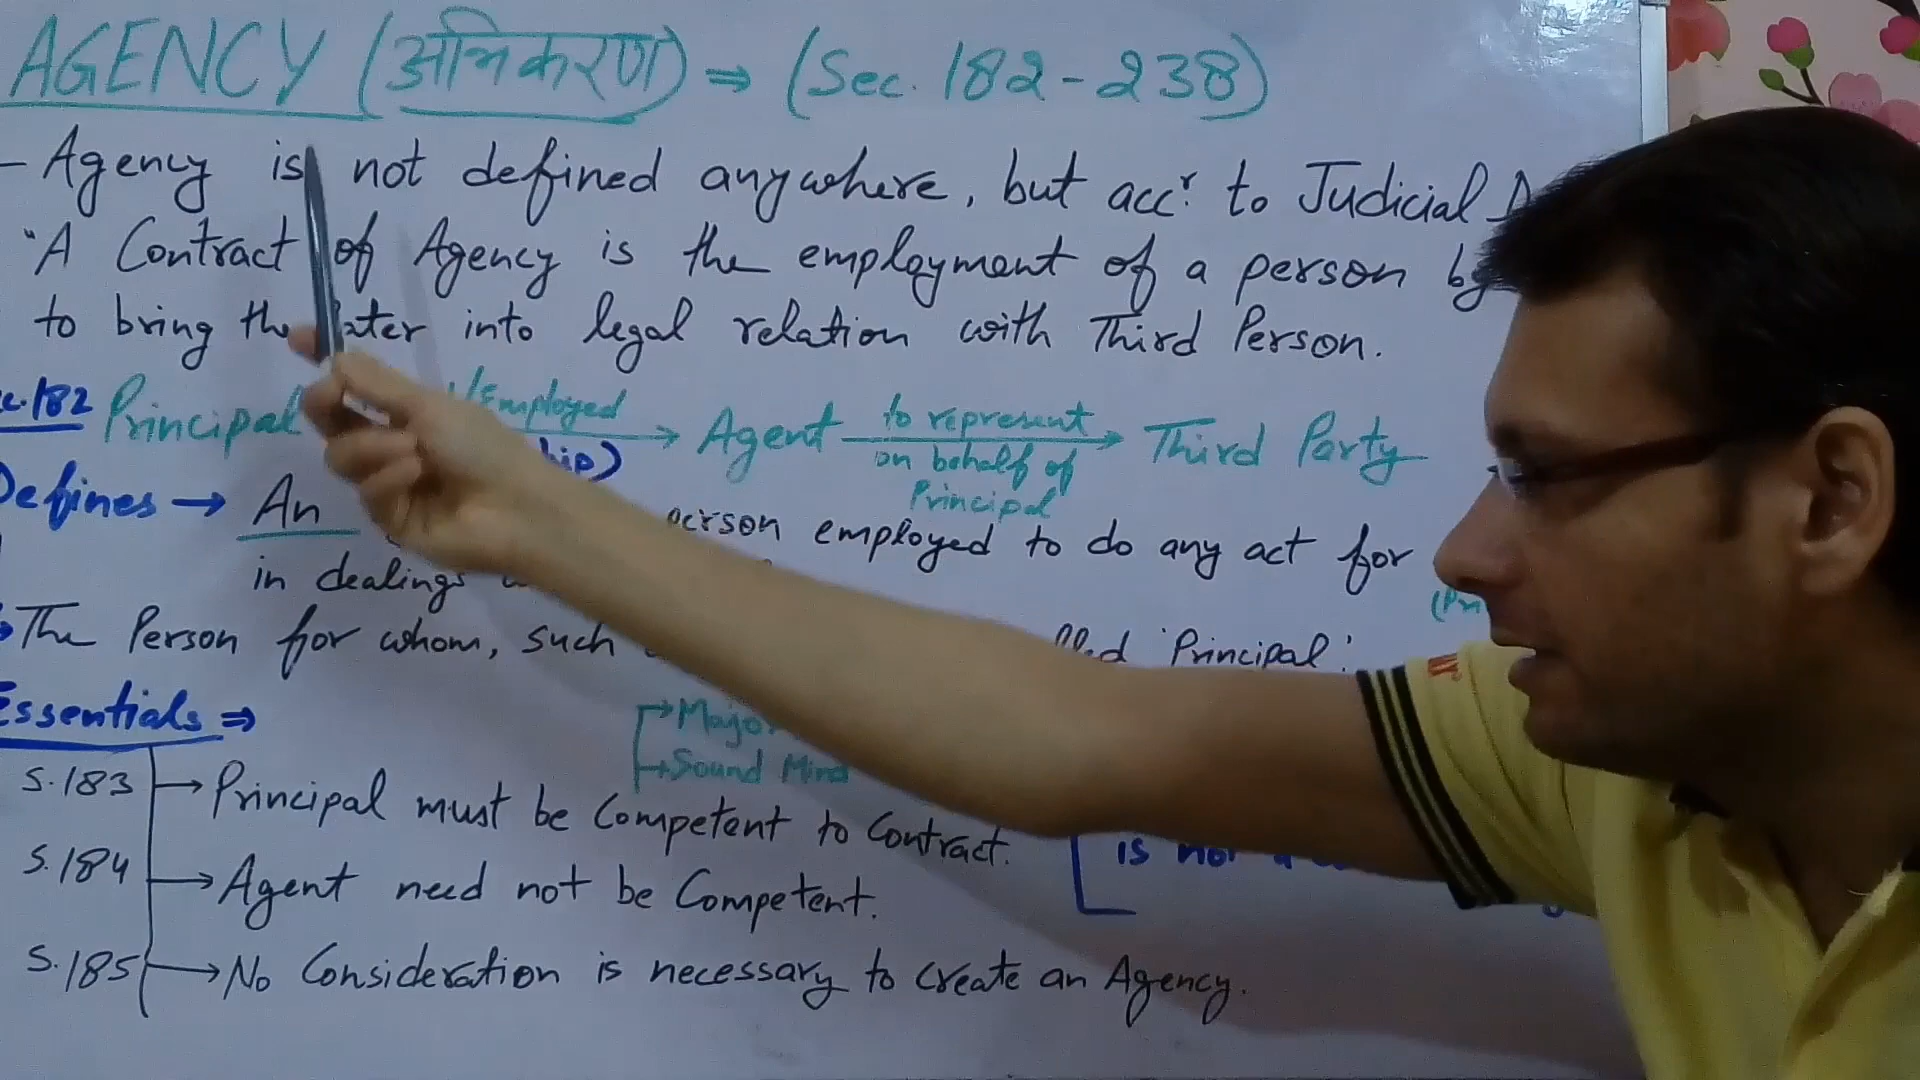 AGENCY (अभिकरण) ⇒ (Sec. 182-238)
- Agency is not defined anywhere, but accr. to Judicial
"A Contract of Agency is the employment of a person by
to bring the later into legal relation with Third Person.
182 Principal Employed → Agent to represent on behalf of Principal → Third Party
Defines → An person employed to do any act for
in dealings
→ The Person for whom, such Principal'.
Essentials ⇒
→ Major
→ Sound Mind
S.183 → Principal must be Competent to Contract.
is
S.184 → Agent need not be Competent.
S.185 → No Consideration is necessary to create an Agency.